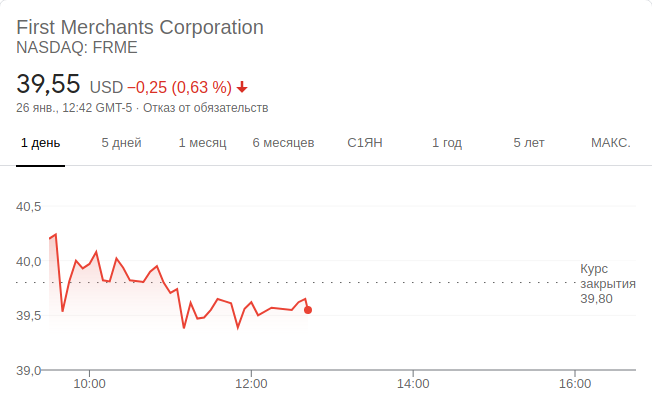 First Merchants Corporation
NASDAQ: FRME
39,55 USD −0,25 (0,63 %)
26 янв., 12:42 GMT-5 · Отказ от обязательств
1 день 5 дней 1 месяц 6 месяцев С1ЯН 1 год 5 лет МАКС.
40,5
40,0
Курс
закрытия
39,80
39,5
39,0
10:00 12:00 14:00 16:00